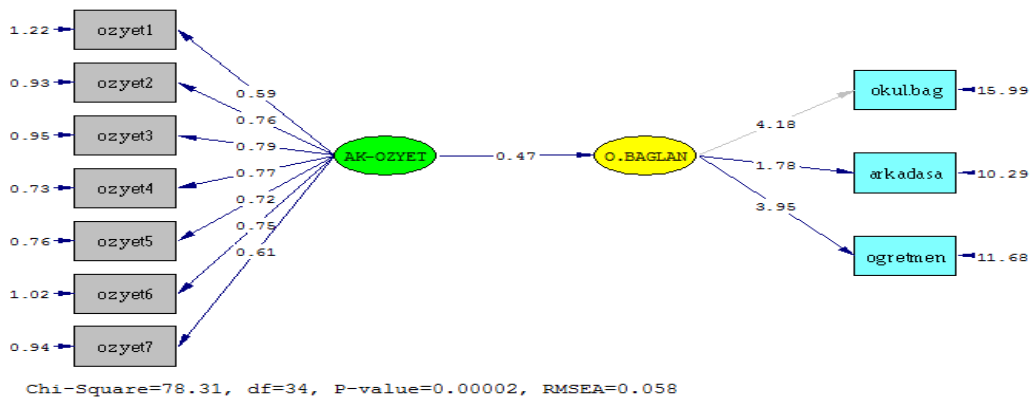 1.22 ozyet1
0.93 ozyet2
0.95 ozyet3
0.73 ozyet4
0.76 ozyet5
1.02 ozyet6
0.94 ozyet7
0.59
0.76
0.79
0.77
0.72
0.75
0.61
AK-OZYET
0.47
O.BAGLAN
4.18
1.78
3.95
okulbag 15.99
arkadasa 10.29
ogretmen 11.68
Chi-Square=78.31, df=34, P-value=0.00002, RMSEA=0.058